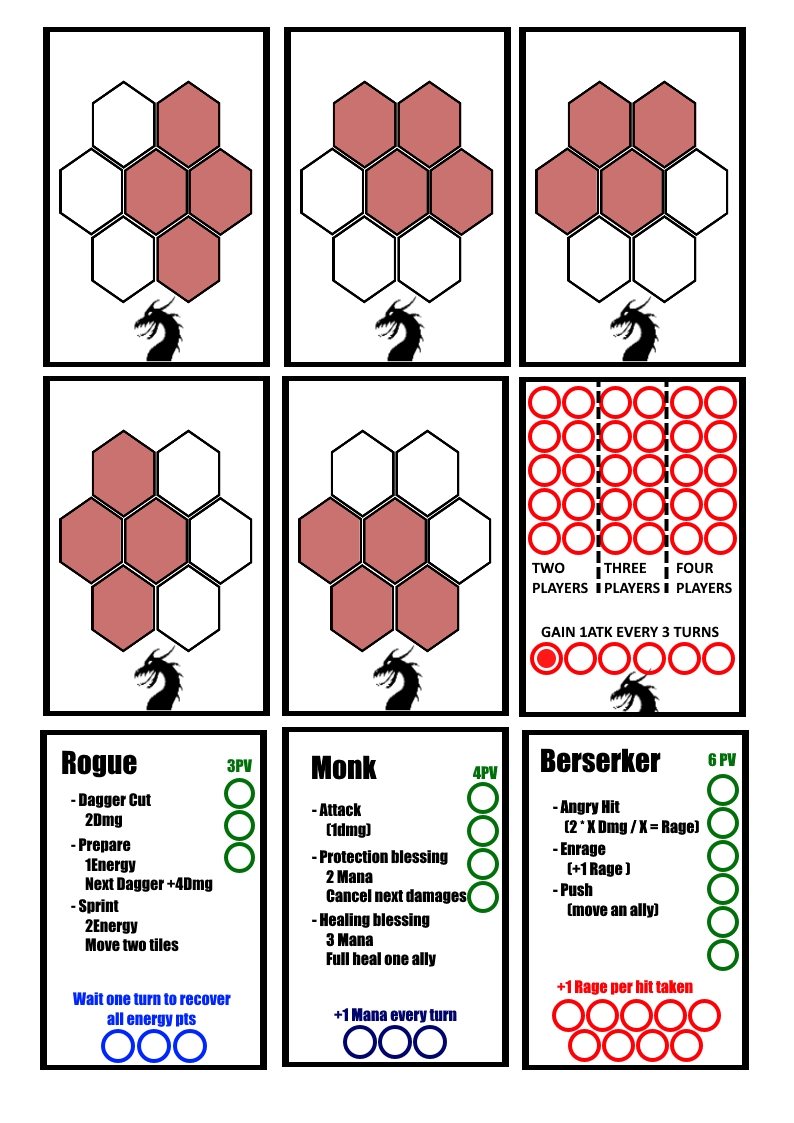 TWO
PLAYERS
THREE
PLAYERS
FOUR
PLAYERS
GAIN 1ATK EVERY 3 TURNS
Rogue
3PV
- Dagger Cut
2Dmg
- Prepare
1Energy
Next Dagger +4Dmg
- Sprint
2Energy
Move two tiles
Wait one turn to recover
all energy pts
Monk
4PV
- Attack
(1dmg)
- Protection blessing
2 Mana
Cancel next damages
- Healing blessing
3 Mana
Full heal one ally
+1 Mana every turn
Berserker
6 PV
- Angry Hit
(2 * X Dmg / X = Rage)
- Enrage
(+1 Rage )
- Push
(move an ally)
+1 Rage per hit taken